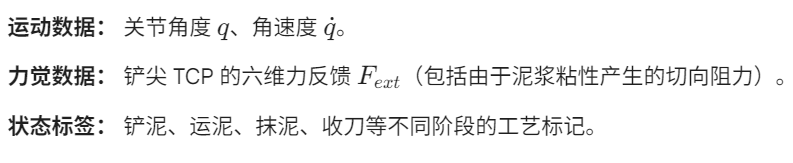 运动数据： 关节角度 q、角速度 q̇。
力觉数据： 铲尖 TCP 的六维力反馈 F_ext（包括由于泥浆粘性产生的切向阻力）。
状态标签： 铲泥、运泥、抹泥、收刀等不同阶段的工艺标记。